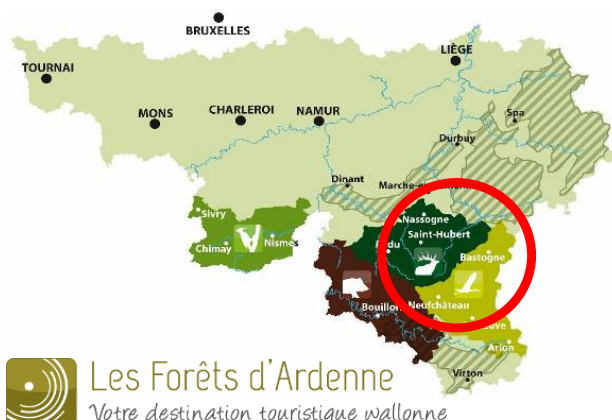 BRUXELLES
LIÈGE
TOURNAI
MONS
CHARLEROI
NAMUR
Spa
Durbuy
Dinant
Sivry
Nassogne
Chimay
Nismes
Saint-Hubert
Bastogne
Bouillon
Neufchâteau
Arlon
Virton
Les Forêts d'Ardenne
Votre destination touristique wallonne